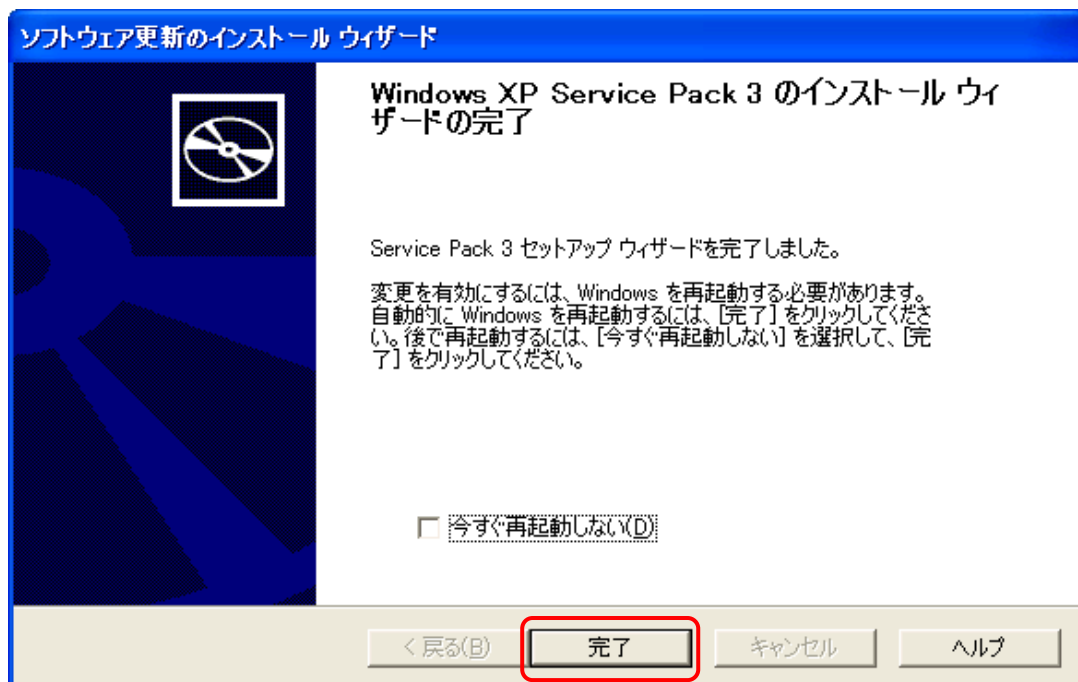 ソフトウェア更新のインストール ウィザード
Windows XP Service Pack 3 のインストール ウィ
ザードの完了
Service Pack 3 セットアップ ウィザードを完了しました。
変更を有効にするには、Windows を再起動する必要があります。
自動的に Windows を再起動するには、[完了] をクリックしてくださ
い。後で再起動するには、[今すぐ再起動しない] を選択して、[完
了] をクリックしてください。
今すぐ再起動しない(D)
< 戻る(B) 完了 キャンセル ヘルプ